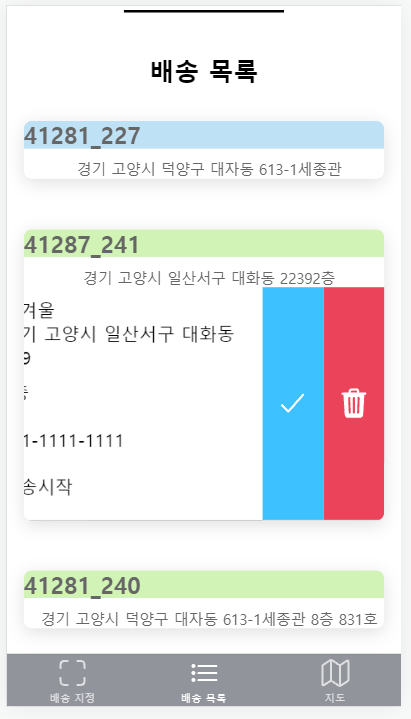 배송 목록
41281_227
경기 고양시 덕양구 대자동 613-1세종관
41287_241
경기 고양시 일산서구 대화동 22392층
겨울
기 고양시 일산서구 대화동
9
층
1-1111-1111
송시작
41281_240
경기 고양시 덕양구 대자동 613-1세종관 8층 831호
배송 지정
배송 목록
지도